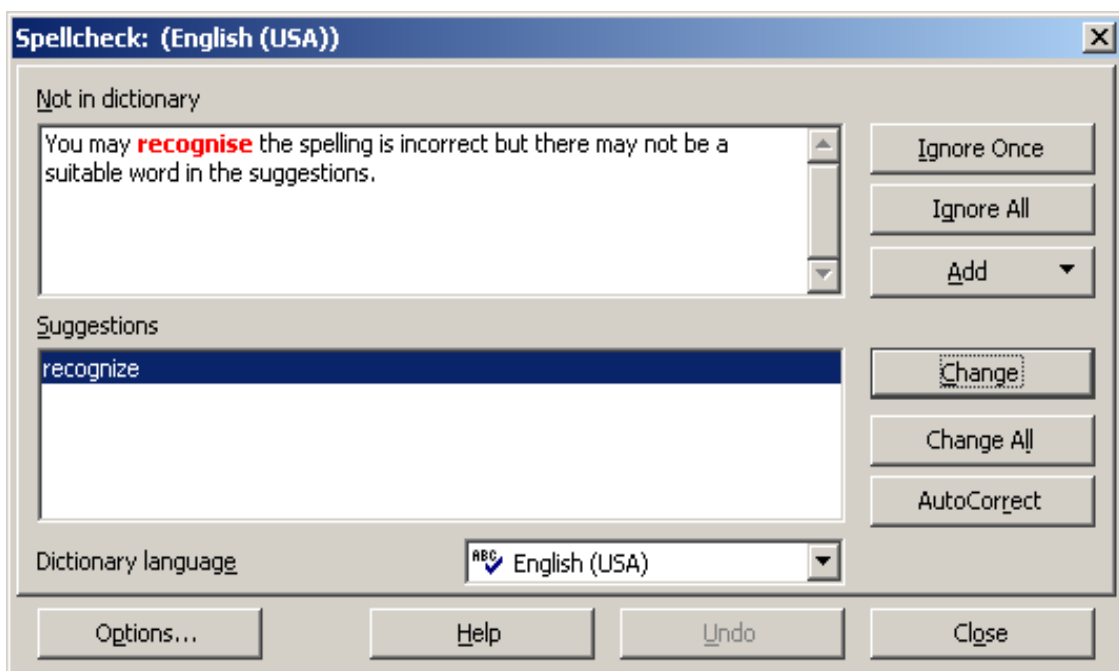 Spellcheck: (English (USA))
Not in dictionary
You may recognise the spelling is incorrect but there may not be a
suitable word in the suggestions.
Ignore Once
Ignore All
Add
Suggestions
recognize
Change
Change All
AutoCorrect
Dictionary language
ABC English (USA)
Options...
Help
Undo
Close